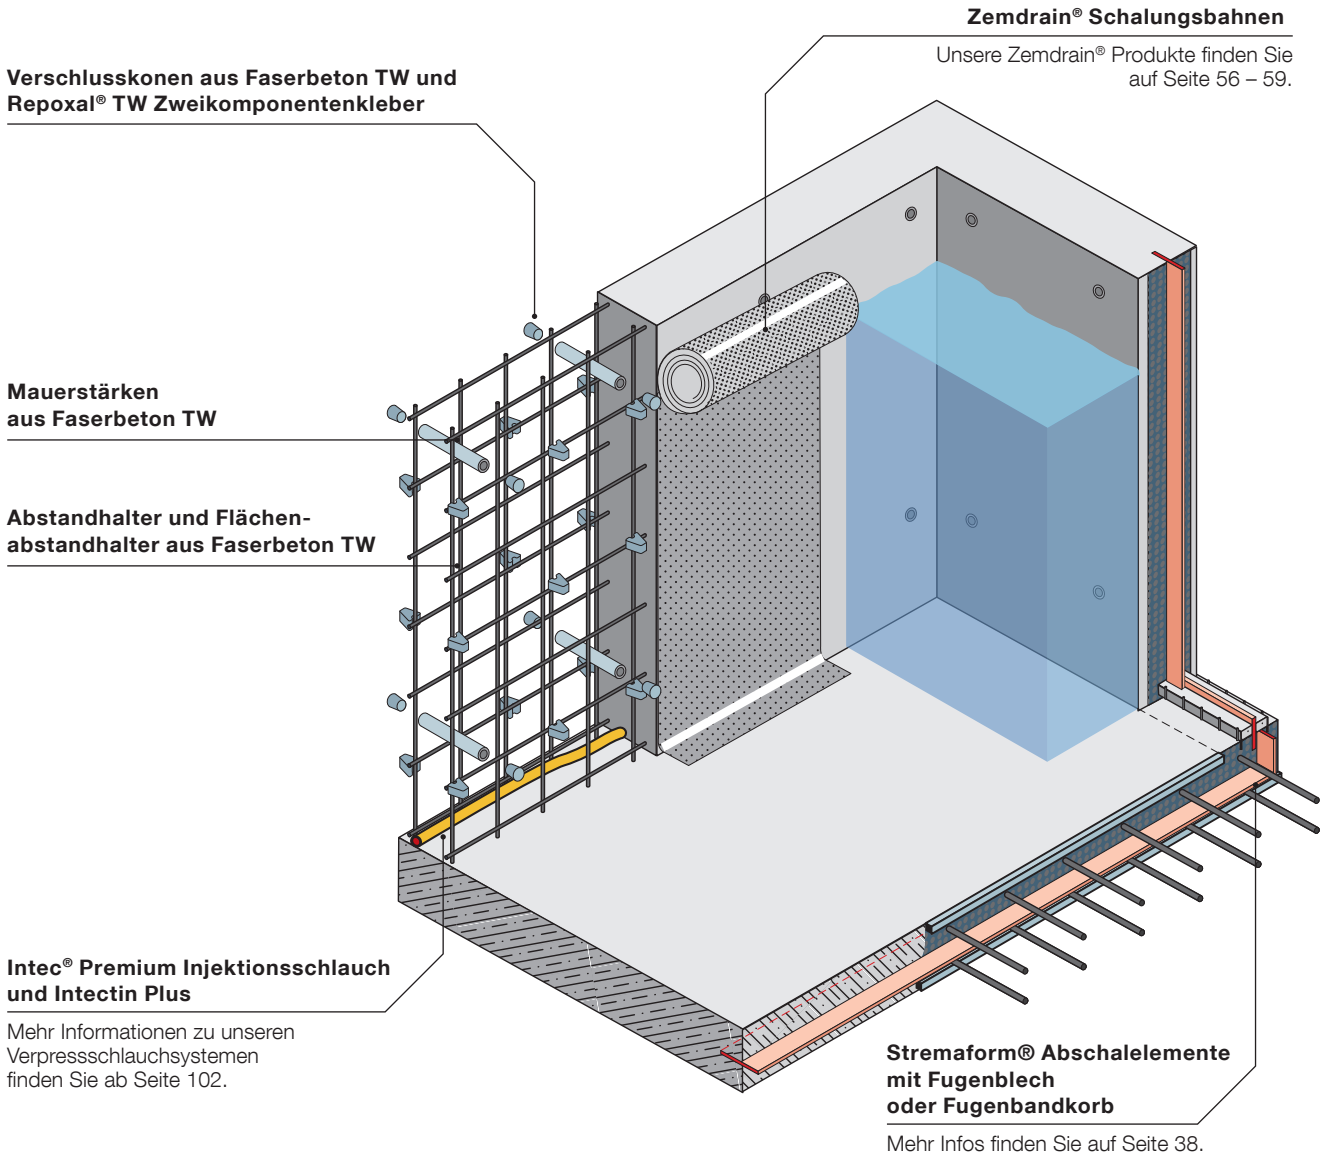 Zemdrain® Schalungsbahnen
Unsere Zemdrain® Produkte finden Sie
auf Seite 56 – 59.
Verschlusskonen aus Faserbeton TW und
Repoxal® TW Zweikomponentenkleber
Mauerstärken
aus Faserbeton TW
Abstandhalter und Flächen-
abstandhalter aus Faserbeton TW
Intec® Premium Injektionsschlauch
und Intectin Plus
Mehr Informationen zu unseren
Verpressschlauchsystemen
finden Sie ab Seite 102.
Stremaform® Abschalelemente
mit Fugenblech
oder Fugenbandkorb
Mehr Infos finden Sie auf Seite 38.